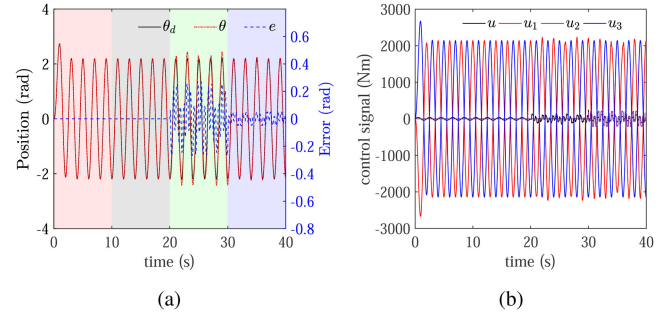 θd θ e
4
2
0
-2
-4
Position (rad)
0.6
0.4
0.2
0
-0.2
-0.4
-0.6
-0.8
Error (rad)
0 10 20 30 40
time (s)
(a)
u u1 u2 u3
3000
2000
1000
0
-1000
-2000
-3000
control signal (Nm)
0 10 20 30 40
time (s)
(b)